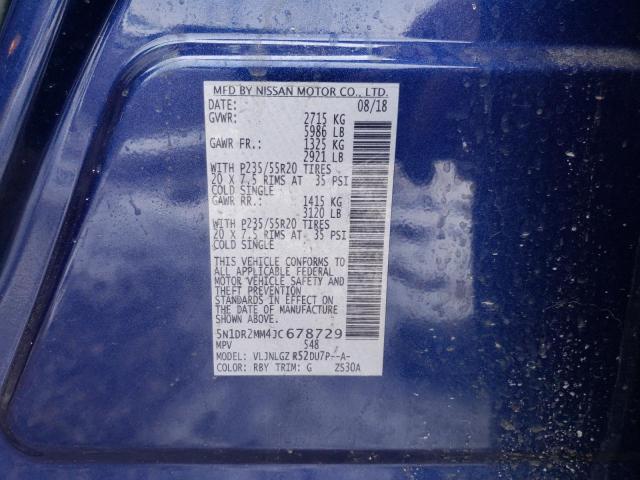 MFD BY NISSAN MOTOR CO., LTD.
DATE: 08/18
GVWR: 2715 KG
5986 LB
GAWR FR.: 1325 KG
2921 LB
WITH P235/55R20 TIRES
20 X 7.5 RIMS AT 35 PSI
COLD SINGLE
GAWR RR.: 1415 KG
3120 LB
WITH P235/55R20 TIRES
20 X 7.5 RIMS AT 35 PSI
COLD SINGLE
THIS VEHICLE CONFORMS TO
ALL APPLICABLE FEDERAL
MOTOR VEHICLE SAFETY AND
THEFT PREVENTION
STANDARDS IN EFFECT ON
THE DATE OF MANUFACTURE
SHOWN ABOVE.
5N1DR2MM4JC678729
MPV 548
MODEL: VLJNLGZ R52DU7P--A-
COLOR: RBY TRIM: G ZS30A